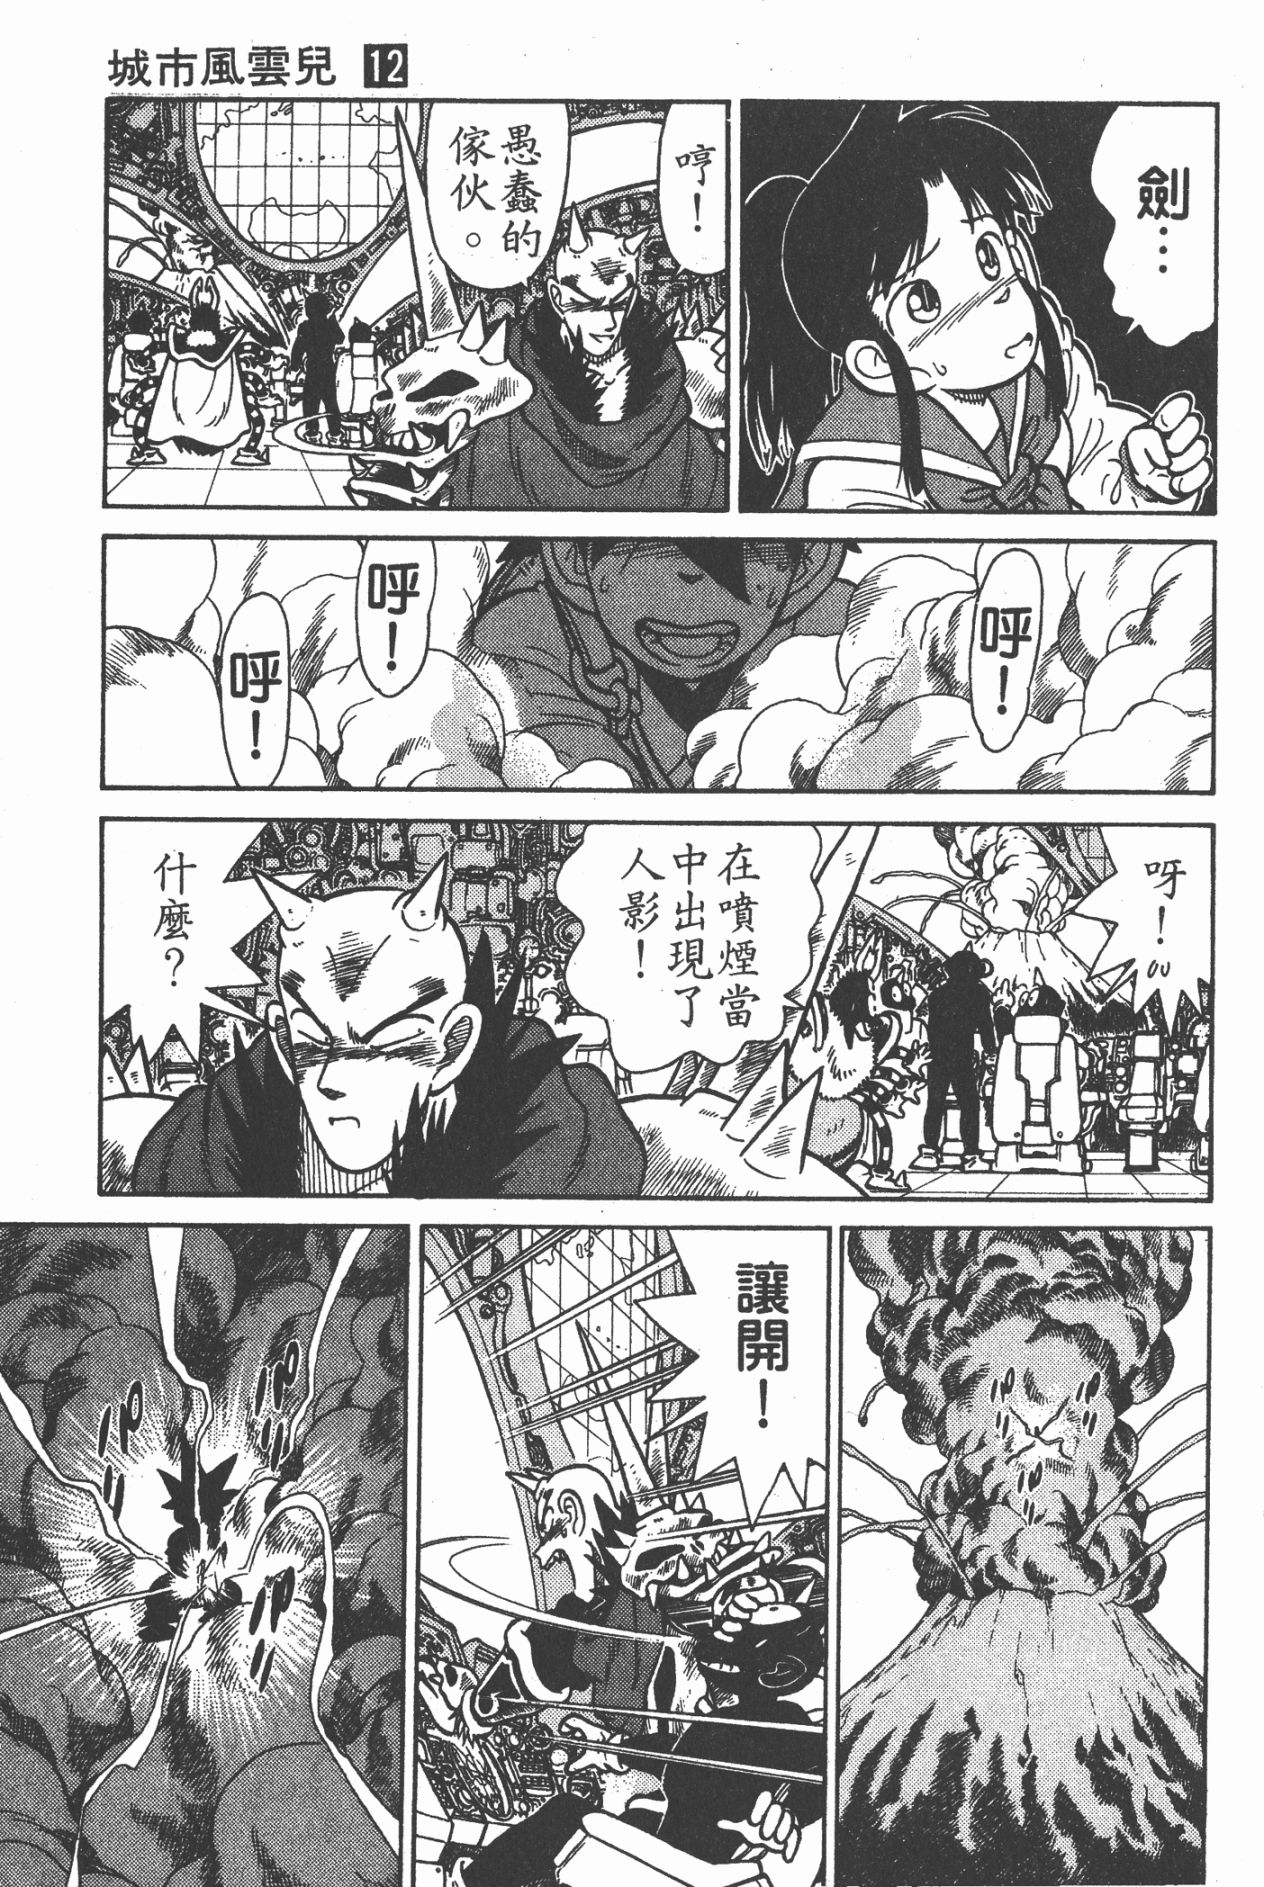 城市風雲兒 12
劍…
哼！
愚蠢的
傢伙。
呼！
呼！
呼！
呀！
在噴煙當
中出現了
人影！
什麼？
讓開！